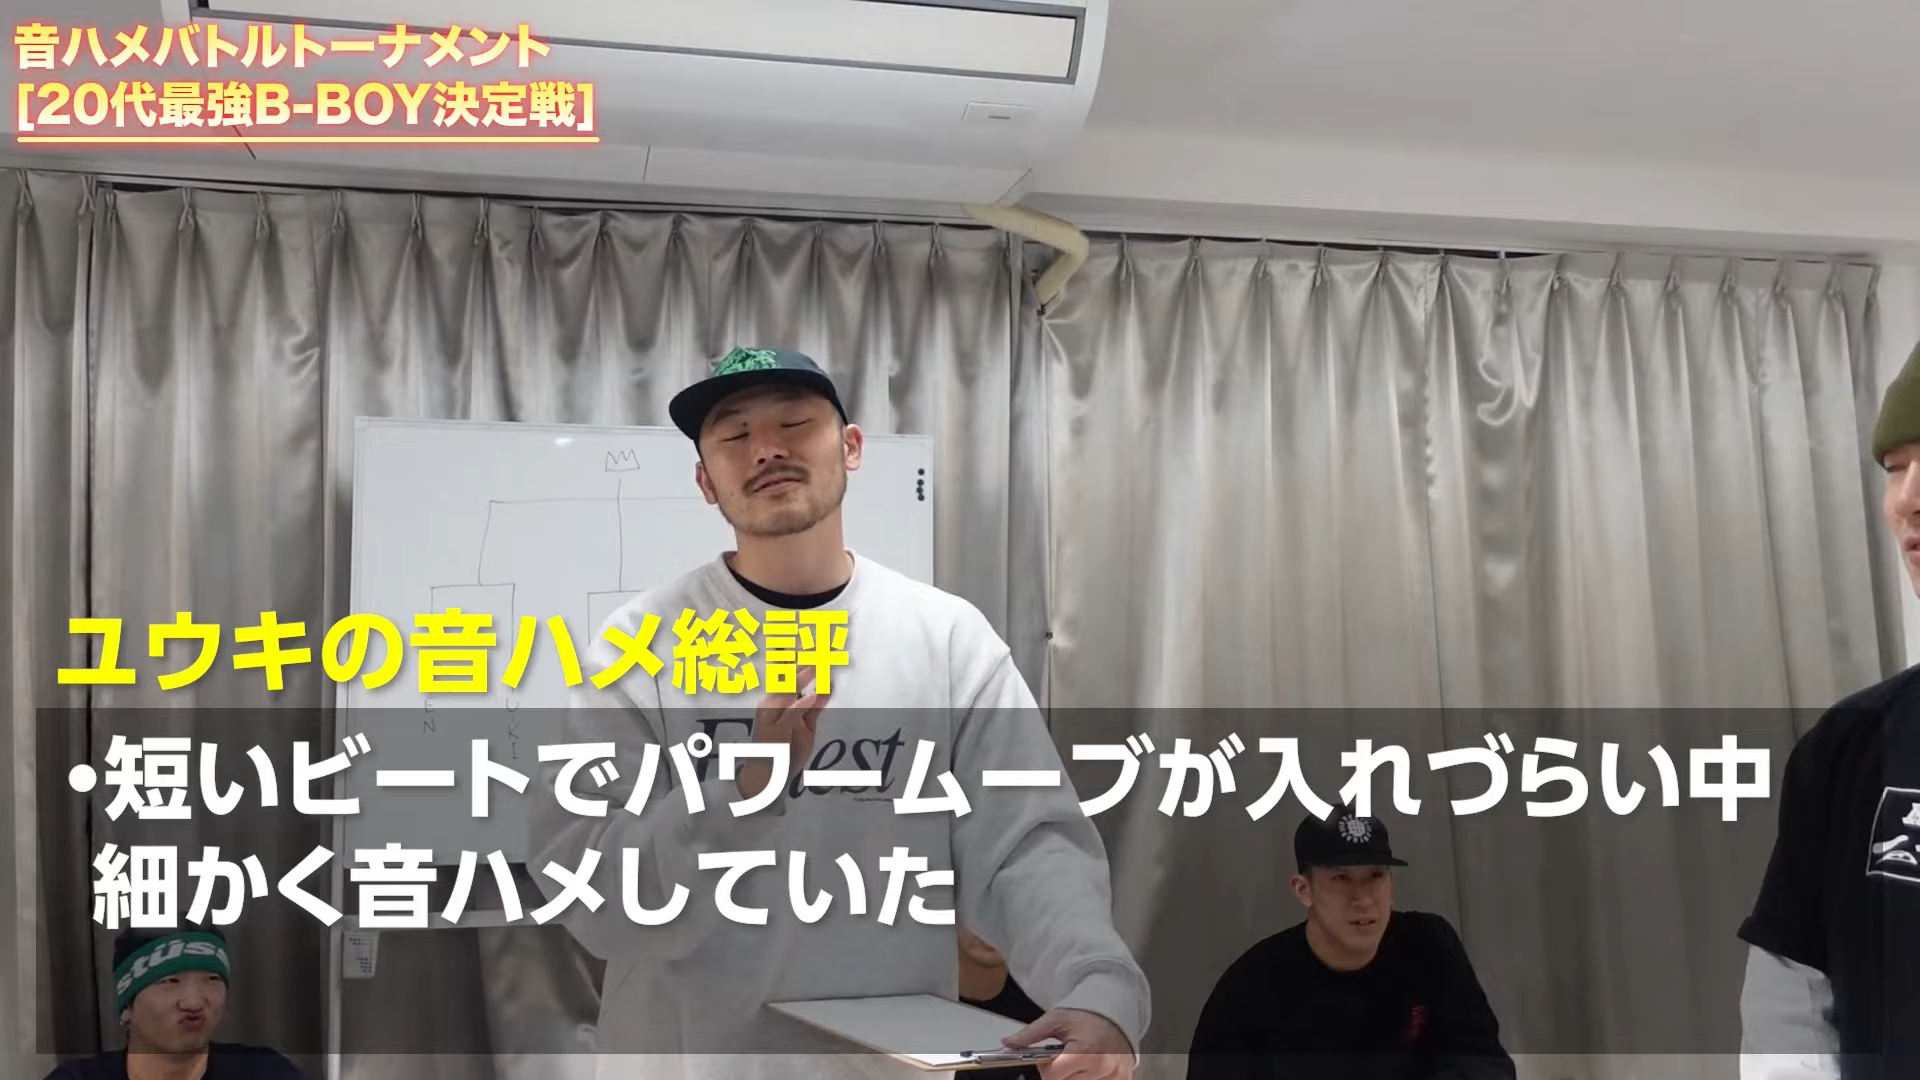 音ハメバトルトーナメント
[20代最強B-BOY決定戦]
ユウキの音ハメ総評
・短いビートでパワームーブが入れづらい中
細かく音ハメしていた
stüss